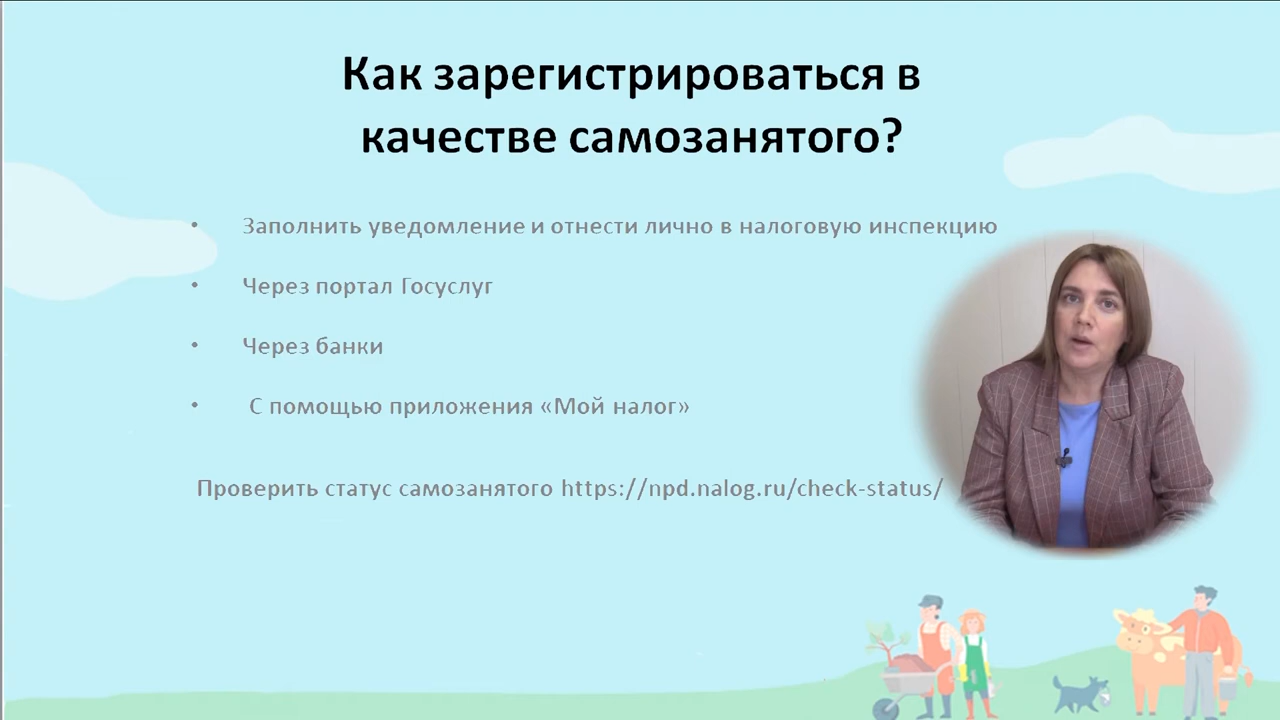 Как зарегистрироваться в
качестве самозанятого?
• Заполнить уведомление и отнести лично в налоговую инспекцию
• Через портал Госуслуг
• Через банки
• С помощью приложения «Мой налог»
Проверить статус самозанятого https://npd.nalog.ru/check-status/